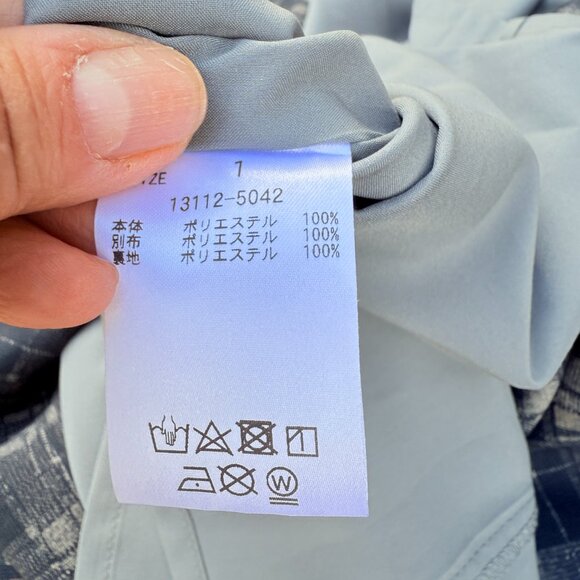 IZE 1
13112-5042
本体 ポリエステル 100%
別布 ポリエステル 100%
裏地 ポリエステル 100%
W